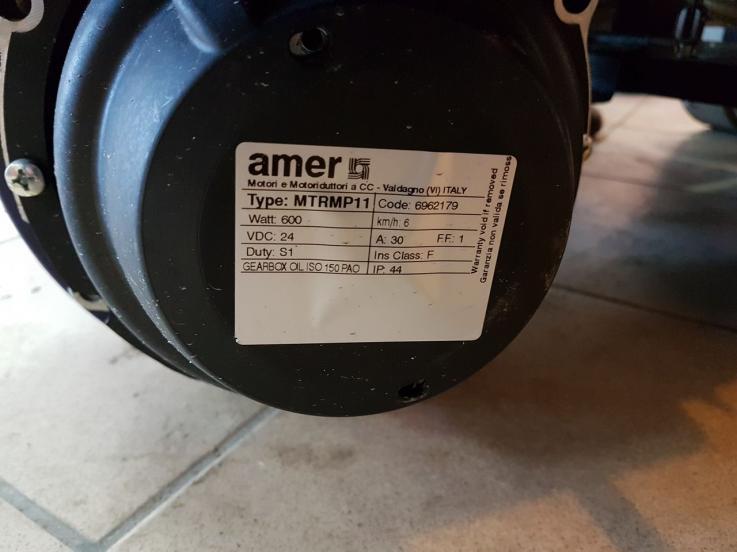 amer
Motori e Motoriduttori a CC - Valdagno (VI) ITALY
Type: MTRMP11 Code: 6962179
Watt: 600 km/h: 6
VDC: 24 A: 30 F.F.: 1
Duty: S1 Ins Class: F
GEARBOX OIL ISO 150 PAO IP: 44
Warranty void if removed
Garanzia non valida se rimoss